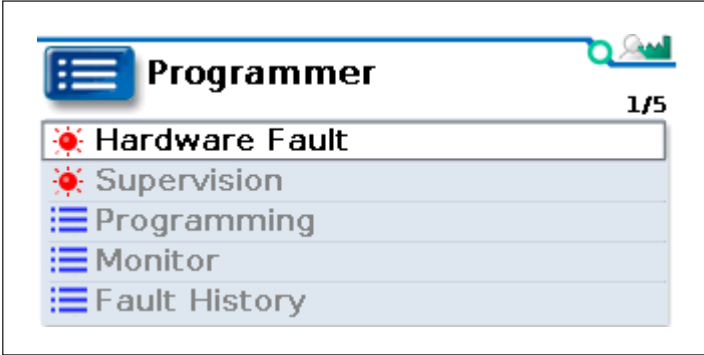 Programmer
1/5
Hardware Fault
Supervision
Programming
Monitor
Fault History